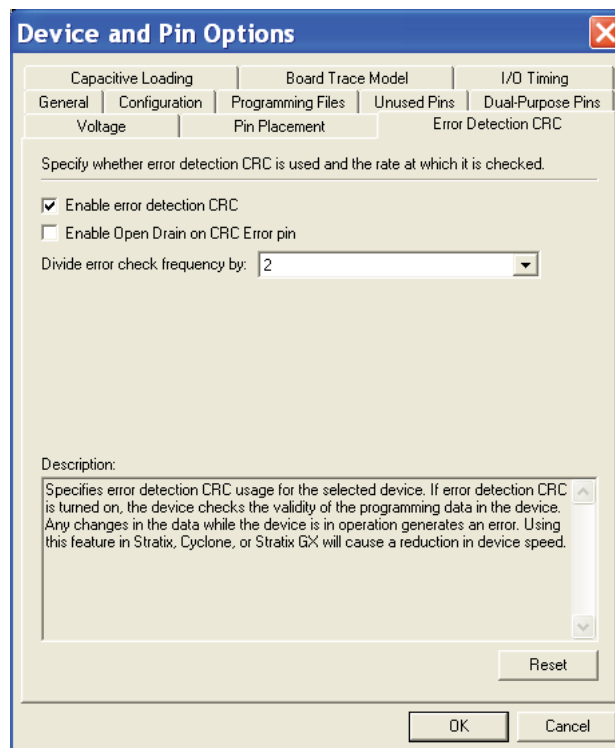 Device and Pin Options
Capacitive Loading
Board Trace Model
I/O Timing
General
Configuration
Programming Files
Unused Pins
Dual-Purpose Pins
Voltage
Pin Placement
Error Detection CRC
Specify whether error detection CRC is used and the rate at which it is checked.
Enable error detection CRC
Enable Open Drain on CRC Error pin
Divide error check frequency by: 2
Description:
Specifies error detection CRC usage for the selected device. If error detection CRC
is turned on, the device checks the validity of the programming data in the device.
Any changes in the data while the device is in operation generates an error. Using
this feature in Stratix, Cyclone, or Stratix GX will cause a reduction in device speed.
Reset
OK
Cancel